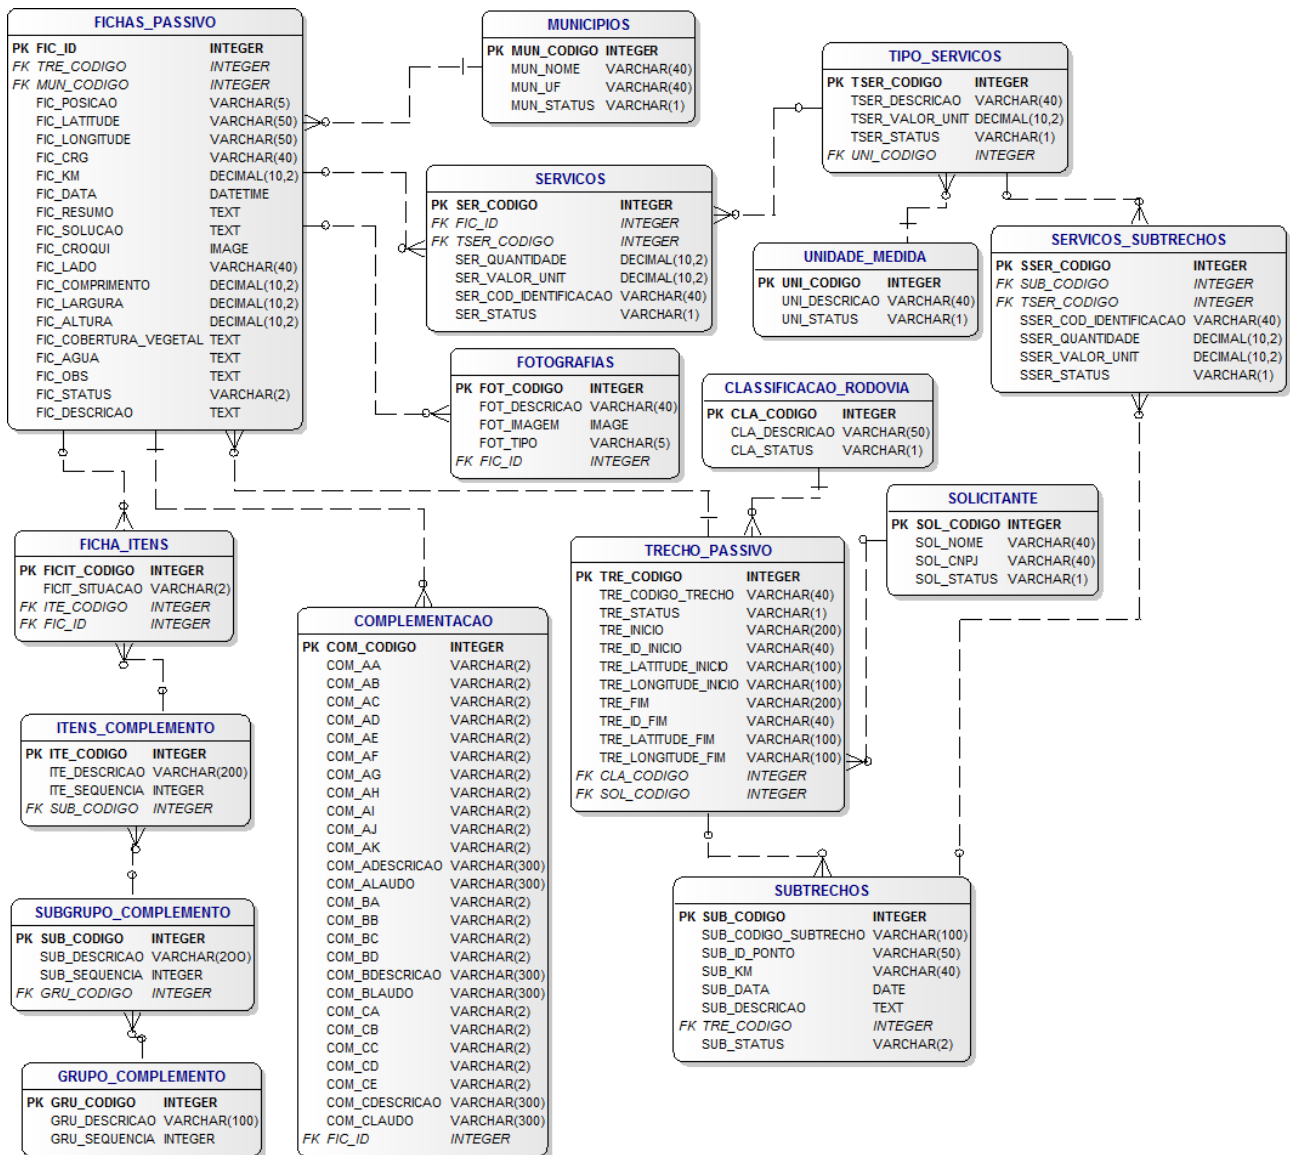 FICHAS_PASSIVO
PK FIC_ID INTEGER
FK TRE_CODIGO INTEGER
FK MUN_CODIGO INTEGER
FIC_POSICAO VARCHAR(5)
FIC_LATITUDE VARCHAR(50)
FIC_LONGITUDE VARCHAR(50)
FIC_CRG VARCHAR(40)
FIC_KM DECIMAL(10,2)
FIC_DATA DATETIME
FIC_RESUMO TEXT
FIC_SOLUCAO TEXT
FIC_CROQUI IMAGE
FIC_LADO VARCHAR(40)
FIC_COMPRIMENTO DECIMAL(10,2)
FIC_LARGURA DECIMAL(10,2)
FIC_ALTURA DECIMAL(10,2)
FIC_COBERTURA_VEGETAL TEXT
FIC_AGUA TEXT
FIC_OBS TEXT
FIC_STATUS VARCHAR(2)
FIC_DESCRICAO TEXT
MUNICIPIOS
PK MUN_CODIGO INTEGER
MUN_NOME VARCHAR(40)
MUN_UF VARCHAR(40)
MUN_STATUS VARCHAR(1)
TIPO_SERVICOS
PK TSER_CODIGO INTEGER
TSER_DESCRICAO VARCHAR(40)
TSER_VALOR_UNIT DECIMAL(10,2)
TSER_STATUS VARCHAR(1)
FK UNI_CODIGO INTEGER
SERVICOS
PK SER_CODIGO INTEGER
FK FIC_ID INTEGER
FK TSER_CODIGO INTEGER
SER_QUANTIDADE DECIMAL(10,2)
SER_VALOR_UNIT DECIMAL(10,2)
SER_COD_IDENTIFICACAO VARCHAR(40)
SER_STATUS VARCHAR(1)
UNIDADE_MEDIDA
PK UNI_CODIGO INTEGER
UNI_DESCRICAO VARCHAR(40)
UNI_STATUS VARCHAR(1)
SERVICOS_SUBTRECHOS
PK SSER_CODIGO INTEGER
FK SUB_CODIGO INTEGER
FK TSER_CODIGO INTEGER
SSER_COD_IDENTIFICACAO VARCHAR(40)
SSER_QUANTIDADE DECIMAL(10,2)
SSER_VALOR_UNIT DECIMAL(10,2)
SSER_STATUS VARCHAR(1)
FOTOGRAFIAS
PK FOT_CODIGO INTEGER
FOT_DESCRICAO VARCHAR(40)
FOT_IMAGEM IMAGE
FOT_TIPO VARCHAR(5)
FK FIC_ID INTEGER
CLASSIFICACAO_RODOVIA
PK CLA_CODIGO INTEGER
CLA_DESCRICAO VARCHAR(50)
CLA_STATUS VARCHAR(1)
SOLICITANTE
PK SOL_CODIGO INTEGER
SOL_NOME VARCHAR(40)
SOL_CNPJ VARCHAR(40)
SOL_STATUS VARCHAR(1)
FICHA_ITENS
PK FICIT_CODIGO INTEGER
FICIT_SITUACAO VARCHAR(2)
FK ITE_CODIGO INTEGER
FK FIC_ID INTEGER
TRECHO_PASSIVO
PK TRE_CODIGO INTEGER
TRE_CODIGO_TRECHO VARCHAR(40)
TRE_STATUS VARCHAR(1)
TRE_INICIO VARCHAR(200)
TRE_ID_INICIO VARCHAR(40)
TRE_LATITUDE_INICIO VARCHAR(100)
TRE_LONGITUDE_INICIO VARCHAR(100)
TRE_FIM VARCHAR(200)
TRE_ID_FIM VARCHAR(40)
TRE_LATITUDE_FIM VARCHAR(100)
TRE_LONGITUDE_FIM VARCHAR(100)
FK CLA_CODIGO INTEGER
FK SOL_CODIGO INTEGER
COMPLEMENTACAO
PK COM_CODIGO INTEGER
COM_AA VARCHAR(2)
COM_AB VARCHAR(2)
COM_AC VARCHAR(2)
COM_AD VARCHAR(2)
COM_AE VARCHAR(2)
COM_AF VARCHAR(2)
COM_AG VARCHAR(2)
COM_AH VARCHAR(2)
COM_AI VARCHAR(2)
COM_AJ VARCHAR(2)
COM_AK VARCHAR(2)
COM_ADESCRICAO VARCHAR(300)
COM_ALAUDO VARCHAR(300)
COM_BA VARCHAR(2)
COM_BB VARCHAR(2)
COM_BC VARCHAR(2)
COM_BD VARCHAR(2)
COM_BDESCRICAO VARCHAR(300)
COM_BLAUDO VARCHAR(300)
COM_CA VARCHAR(2)
COM_CB VARCHAR(2)
COM_CC VARCHAR(2)
COM_CD VARCHAR(2)
COM_CE VARCHAR(2)
COM_CDESCRICAO VARCHAR(300)
COM_CLAUDO VARCHAR(300)
FK FIC_ID INTEGER
ITENS_COMPLEMENTO
PK ITE_CODIGO INTEGER
ITE_DESCRICAO VARCHAR(200)
ITE_SEQUENCIA INTEGER
FK SUB_CODIGO INTEGER
SUBGRUPO_COMPLEMENTO
PK SUB_CODIGO INTEGER
SUB_DESCRICAO VARCHAR(2OO)
SUB_SEQUENCIA INTEGER
FK GRU_CODIGO INTEGER
SUBTRECHOS
PK SUB_CODIGO INTEGER
SUB_CODIGO_SUBTRECHO VARCHAR(100)
SUB_ID_PONTO VARCHAR(50)
SUB_KM VARCHAR(40)
SUB_DATA DATE
SUB_DESCRICAO TEXT
FK TRE_CODIGO INTEGER
SUB_STATUS VARCHAR(2)
GRUPO_COMPLEMENTO
PK GRU_CODIGO INTEGER
GRU_DESCRICAO VARCHAR(100)
GRU_SEQUENCIA INTEGER